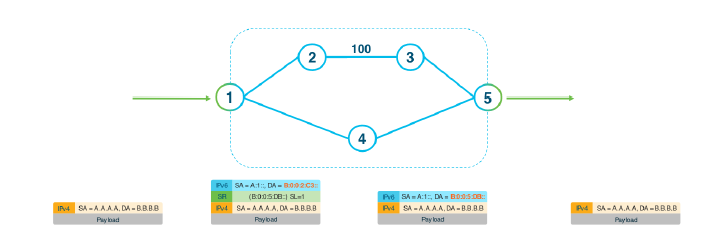 100
2
3
1
5
4
IPv6 SA = A:1::, DA = B:0:0:2:C3::
SR (B:0:0:5:DB::) SL=1
IPv4 SA = A.A.A.A, DA = B.B.B.B
Payload
IPv6 SA = A:1::, DA = B:0:0:5:DB::
IPv4 SA = A.A.A.A, DA = B.B.B.B
Payload
IPv4 SA = A.A.A.A, DA = B.B.B.B
Payload
IPv4 SA = A.A.A.A, DA = B.B.B.B
Payload